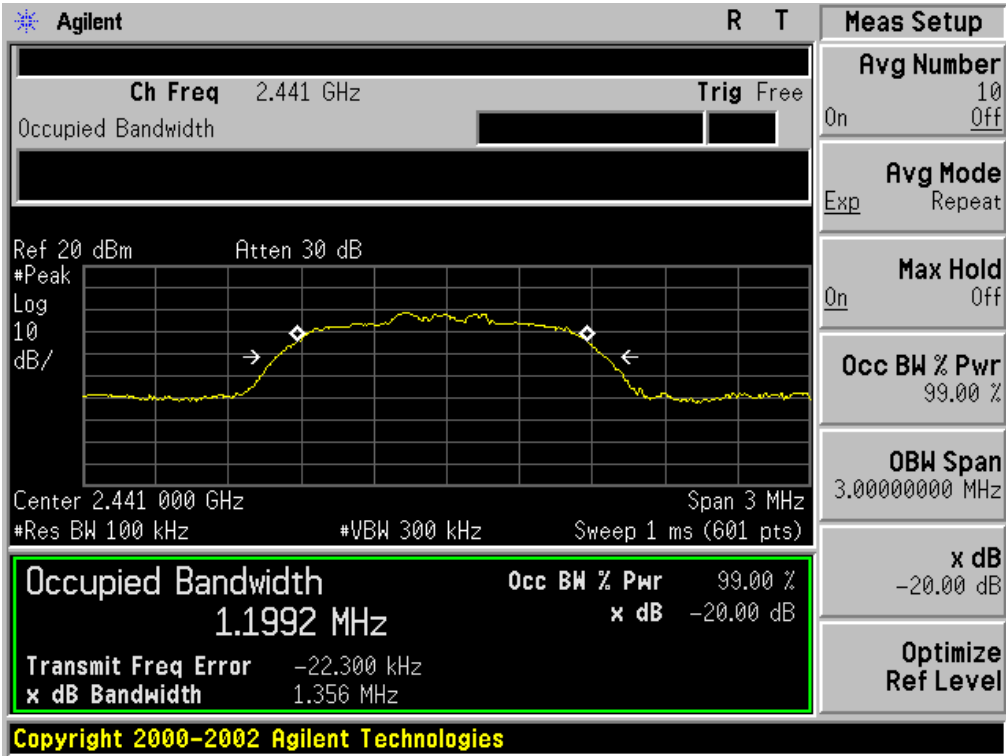 Agilent R T
Ch Freq 2.441 GHz Trig Free
Occupied Bandwidth
Ref 20 dBm Atten 30 dB
#Peak
Log
10
dB/
Center 2.441 000 GHz Span 3 MHz
#Res BW 100 kHz #VBW 300 kHz Sweep 1 ms (601 pts)
Occupied Bandwidth Occ BW % Pwr 99.00 %
1.1992 MHz x dB -20.00 dB
Transmit Freq Error -22.300 kHz
x dB Bandwidth 1.356 MHz
Copyright 2000-2002 Agilent Technologies
Meas Setup
Avg Number
10
On Off
Avg Mode
Exp Repeat
Max Hold
On Off
Occ BW % Pwr
99.00 %
OBW Span
3.00000000 MHz
x dB
-20.00 dB
Optimize
Ref Level